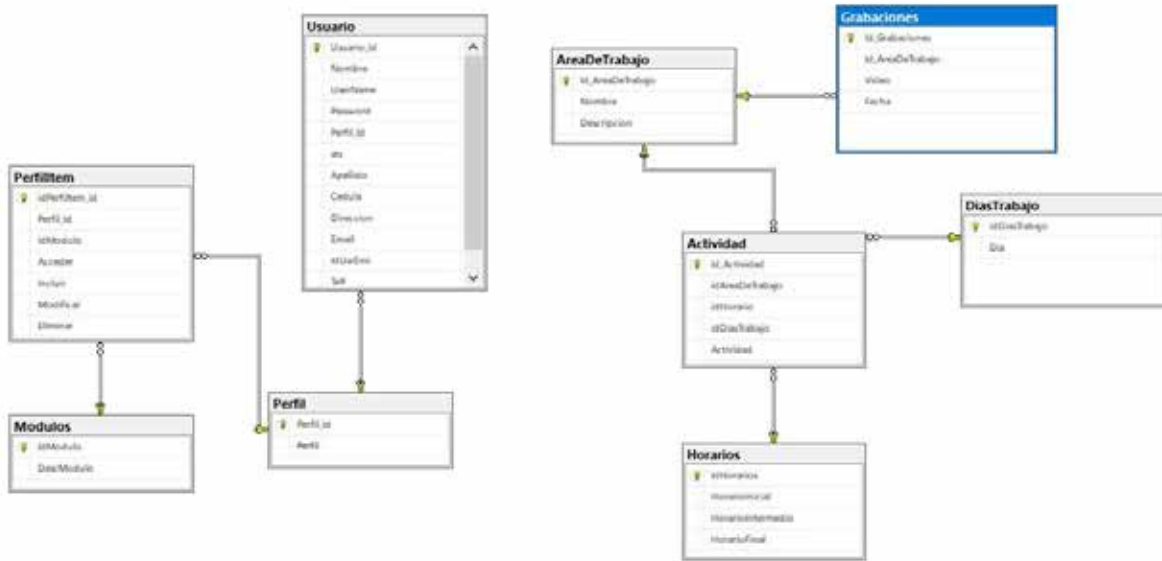 Usuario
Usuario_Id
Nombre
UserName
Password
Perfil_Id
Apellido
Cedula
Direccion
Email
Telf
PerfilItem
idPerfilItem_Id
Perfil_Id
idModulo
Acceder
Incluir
Modificar
Eliminar
Modulos
idModulo
DescModulo
Perfil
Perfil_Id
Perfil
AreaDeTrabajo
Id_AreaDeTrabajo
Nombre
Descripcion
Grabaciones
Id_Grabaciones
Id_AreaDeTrabajo
Video
Fecha
Actividad
Id_Actividad
idAreaDeTrabajo
idHorario
idDiasTrabajo
Actividad
DiasTrabajo
idDiasTrabajo
Dia
Horarios
idHorarios
HorarioInicial
HorarioIntermedio
HorarioFinal